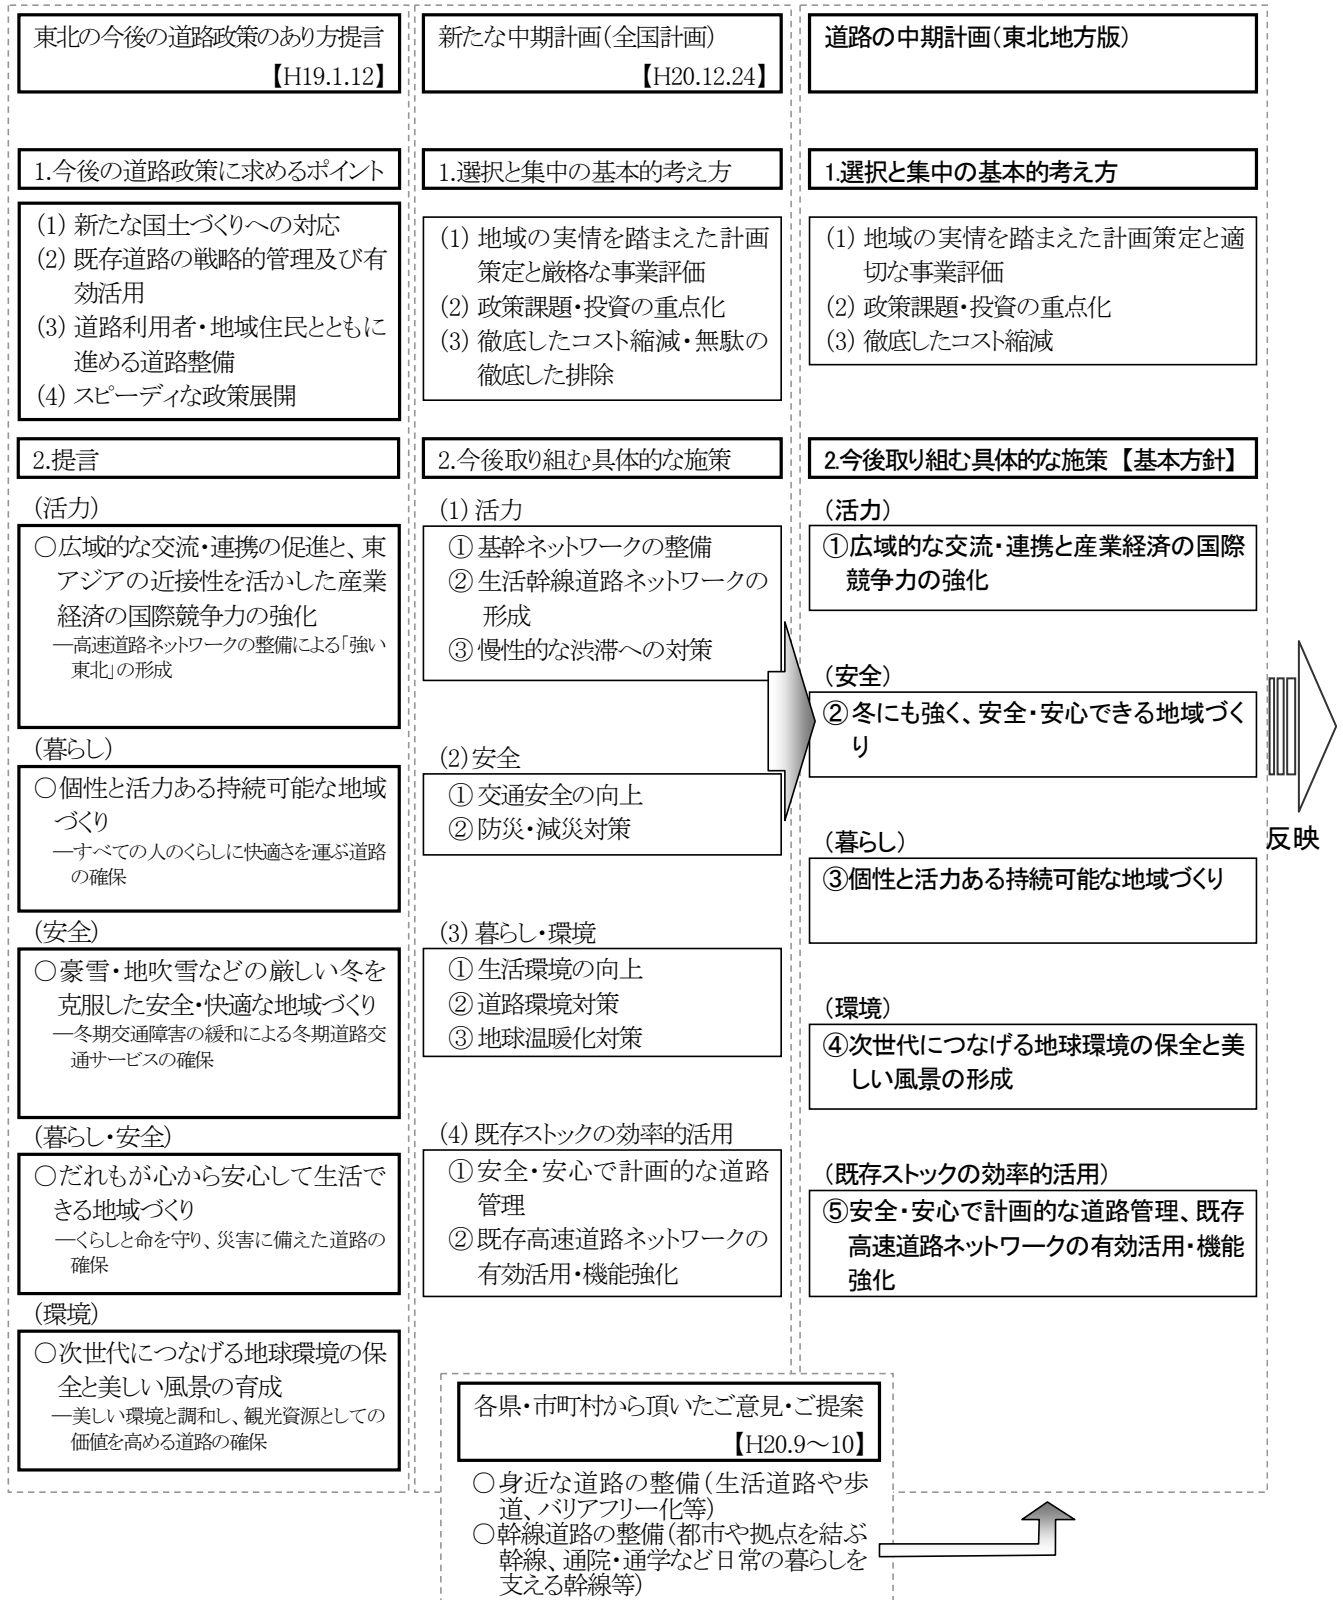 東北の今後の道路政策のあり方提言
【H19.1.12】
1.今後の道路政策に求めるポイント
(1) 新たな国土づくりへの対応
(2) 既存道路の戦略的管理及び有
効活用
(3) 道路利用者・地域住民とともに
進める道路整備
(4) スピーディな政策展開
2.提言
(活力)
○広域的な交流・連携の促進と、東
アジアの近接性を活かした産業
経済の国際競争力の強化
―高速道路ネットワークの整備による「強い
東北」の形成
(暮らし)
○個性と活力ある持続可能な地域
づくり
―すべての人のくらしに快適さを運ぶ道路
の確保
(安全)
○豪雪・地吹雪などの厳しい冬を
克服した安全・快適な地域づくり
―冬期交通障害の緩和による冬期道路交
通サービスの確保
(暮らし・安全)
○だれもが心から安心して生活で
きる地域づくり
―くらしと命を守り、災害に備えた道路の
確保
(環境)
○次世代につなげる地球環境の保
全と美しい風景の育成
―美しい環境と調和し、観光資源としての
価値を高める道路の確保
新たな中期計画(全国計画)
【H20.12.24】
1.選択と集中の基本的考え方
(1) 地域の実情を踏まえた計画
策定と厳格な事業評価
(2) 政策課題・投資の重点化
(3) 徹底したコスト縮減・無駄の
徹底した排除
2.今後取り組む具体的な施策
(1) 活力
① 基幹ネットワークの整備
② 生活幹線道路ネットワークの
形成
③ 慢性的な渋滞への対策
(2) 安全
① 交通安全の向上
② 防災・減災対策
(3) 暮らし・環境
① 生活環境の向上
② 道路環境対策
③ 地球温暖化対策
(4) 既存ストックの効率的活用
①安全・安心で計画的な道路
管理
②既存高速道路ネットワークの
有効活用・機能強化
各県・市町村から頂いたご意見・ご提案
【H20.9～10】
○身近な道路の整備(生活道路や歩
道、バリアフリー化等)
○幹線道路の整備(都市や拠点を結ぶ
幹線、通院・通学など日常の暮らしを
支える幹線等)
道路の中期計画(東北地方版)
1.選択と集中の基本的考え方
(1) 地域の実情を踏まえた計画策定と適
切な事業評価
(2) 政策課題・投資の重点化
(3) 徹底したコスト縮減
2.今後取り組む具体的な施策【基本方針】
(活力)
①広域的な交流・連携と産業経済の国際
競争力の強化
(安全)
②冬にも強く、安全・安心できる地域づく
り
(暮らし)
③個性と活力ある持続可能な地域づくり
(環境)
④次世代につなげる地球環境の保全と美
しい風景の形成
(既存ストックの効率的活用)
⑤安全・安心で計画的な道路管理、既存
高速道路ネットワークの有効活用・機能
強化
反映